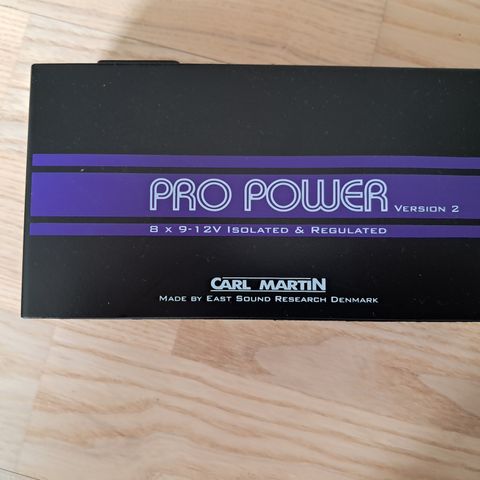 PRO POWER VERSION 2
8 x 9-12V ISOLATED & REGULATED
CARL MARTIN
MADE BY EAST SOUND RESEARCH DENMARK